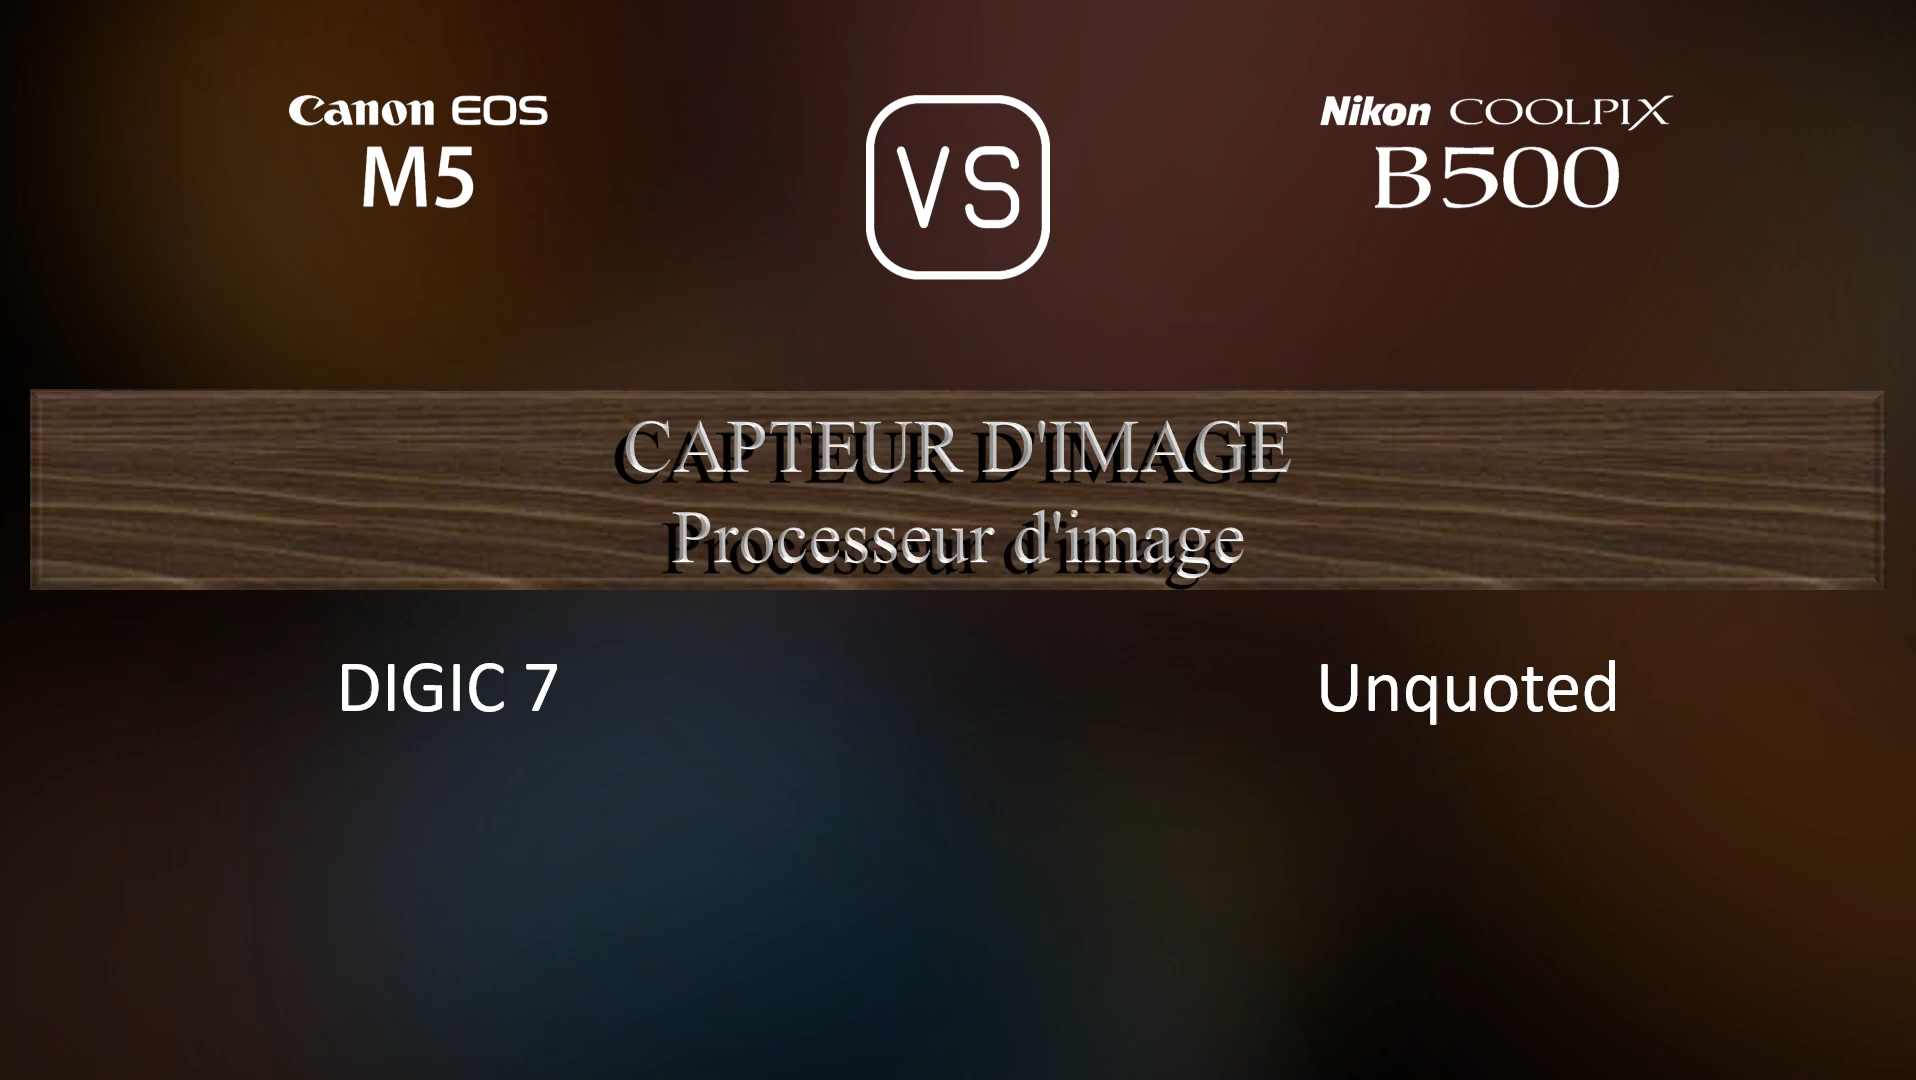 Canon EOS
M5
VS
Nikon COOLPIX
B500
CAPTEUR D'IMAGE
Processeur d'image
DIGIC 7
Unquoted